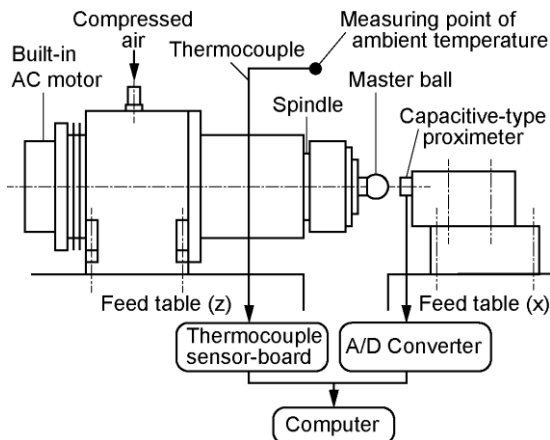 Compressed
air
Measuring point of
ambient temperature
Thermocouple
Built-in
AC motor
Master ball
Spindle
Capacitive-type
proximeter
Feed table (z)
Feed table (x)
Thermocouple
sensor-board
A/D Converter
Computer